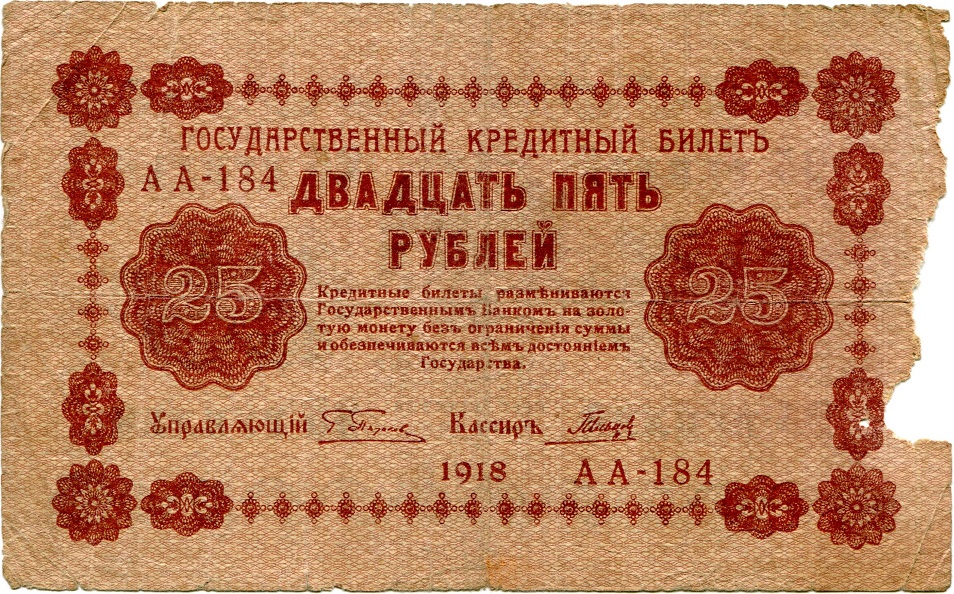 ГОСУДАРСТВЕННЫЙ КРЕДИТНЫЙ БИЛЕТЪ
АА-184
ДВАДЦАТЬ ПЯТЬ
РУБЛЕЙ
25
25
Кредитные билеты размѣниваются
Государственнымъ Банкомъ на золо-
тую монету безъ ограниченія суммы
и обезпечиваются всѣмъ достояніемъ
Государства.
Управляющій
Кассиръ
1918
АА-184